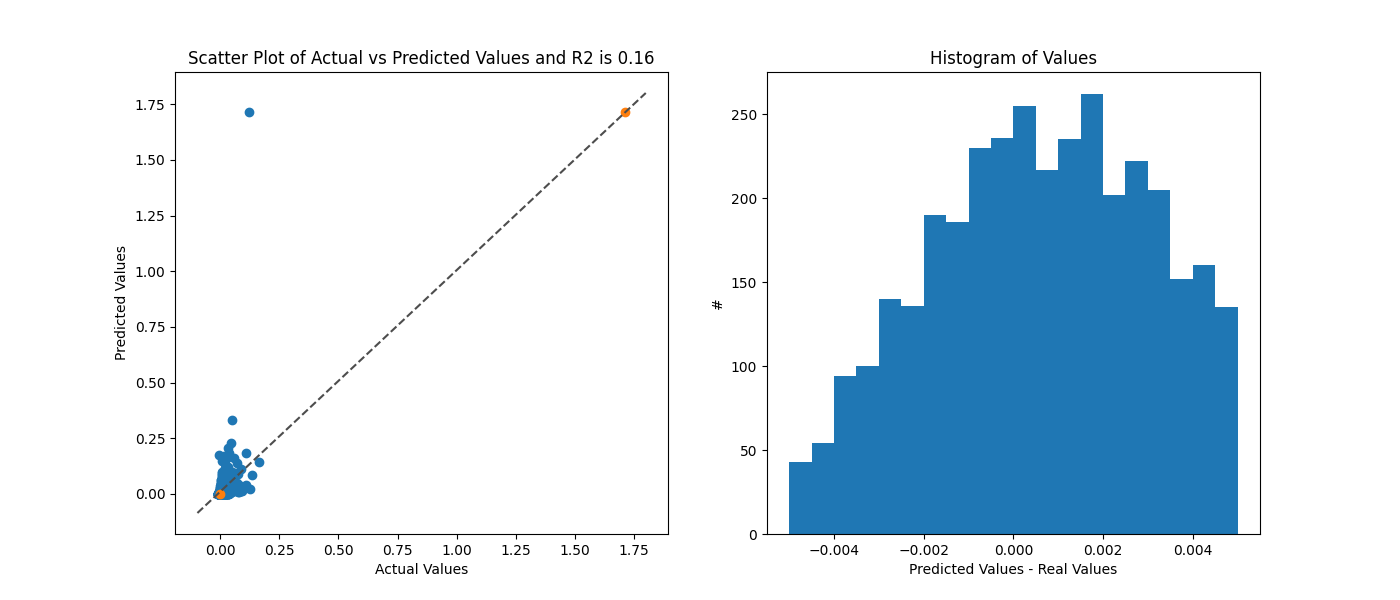 Scatter Plot of Actual vs Predicted Values and R2 is 0.16
1.75
1.50
1.25
1.00
0.75
0.50
0.25
0.00
Predicted Values
0.00 0.25 0.50 0.75 1.00 1.25 1.50 1.75
Actual Values
Histogram of Values
250
200
150
100
50
0
#
−0.004 −0.002 0.000 0.002 0.004
Predicted Values - Real Values